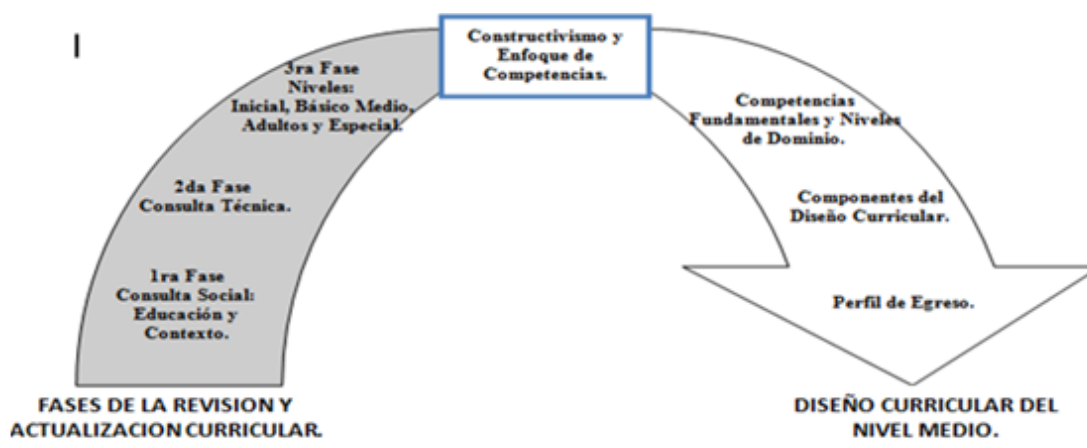 Constructivismo y
Enfoque de
Competencias.
3ra Fase
Niveles:
Inicial, Básico Medio,
Adultos y Especial.
2da Fase
Consulta Técnica.
1ra Fase
Consulta Social:
Educación y
Contexto.
FASES DE LA REVISION Y
ACTUALIZACION CURRICULAR.
Competencias
Fundamentales y Niveles
de Dominio.
Componentes del
Diseño Curricular.
Perfil de Egreso.
DISEÑO CURRICULAR DEL
NIVEL MEDIO.